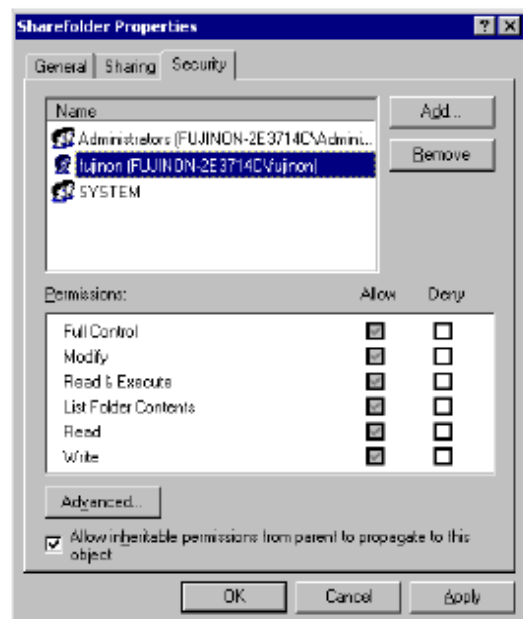 Sharefolder Properties
General Sharing Security
Name
Administrators (FUJINON-2E3714C\Admini...
fujinon (FUJINON-2E3714C\fujinon)
SYSTEM
Add...
Remove
Permissions: Allow Deny
Full Control
Modify
Read & Execute
List Folder Contents
Read
Write
Advanced...
Allow inheritable permissions from parent to propagate to this
object
OK Cancel Apply